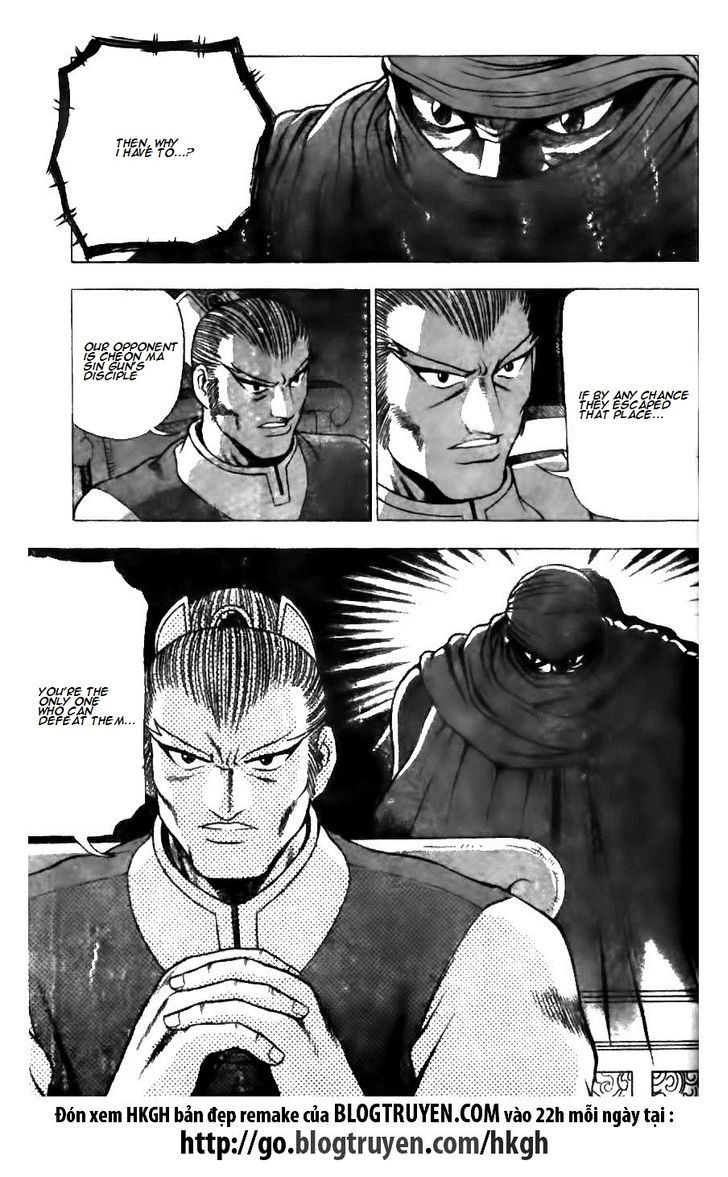 THEN, WHY
I HAVE TO...?
OUR OPPONENT
IS CHEON MA
SIN GUN'S
DISCIPLE
IF BY ANY CHANCE
THEY ESCAPED
THAT PLACE...
YOU'RE THE
ONLY ONE
WHO CAN
DEFEAT THEM...
Đón xem HKGH bản đẹp remake của BLOGTRUYEN.COM vào 22h mỗi ngày tại :
http://go.blogtruyen.com/hkgh